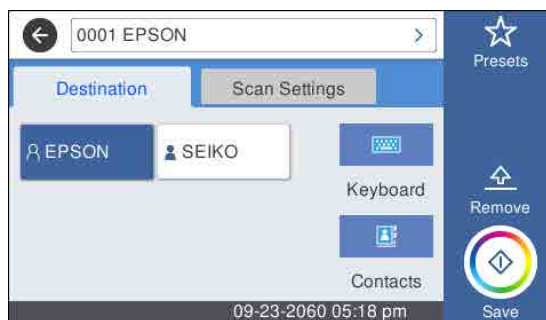 0001 EPSON
Presets
Destination
Scan Settings
EPSON
SEIKO
Keyboard
Remove
Contacts
09-23-2060 05:18 pm
Save